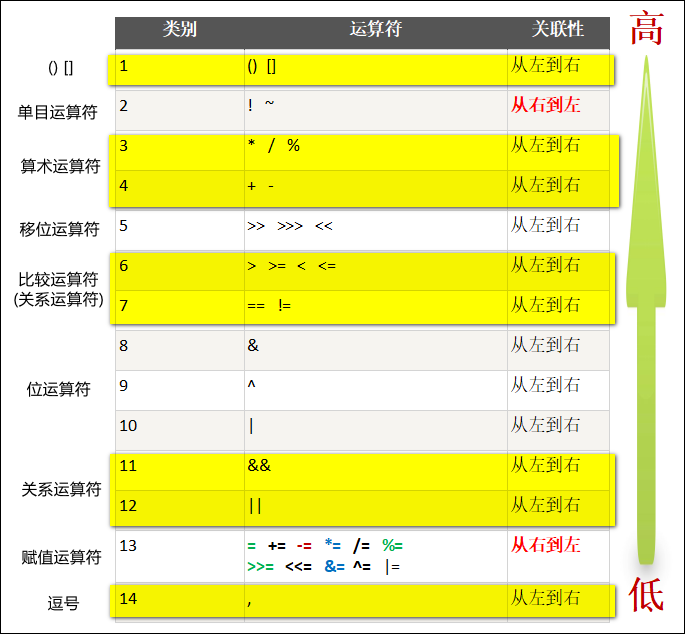 类别 运算符 关联性 高
() [] 1 () [] 从左到右
单目运算符 2 ! ~ 从右到左
算术运算符 3 * / % 从左到右
4 + - 从左到右
移位运算符 5 >> >>> << 从左到右
比较运算符 6 > >= < <= 从左到右
(关系运算符) 7 == != 从左到右
8 & 从左到右
位运算符 9 ^ 从左到右
10 | 从左到右
关系运算符 11 && 从左到右
12 || 从左到右
赋值运算符 13 = += -= *= /= %= 从右到左
>>= <<= &= ^= |=
逗号 14 , 从左到右 低